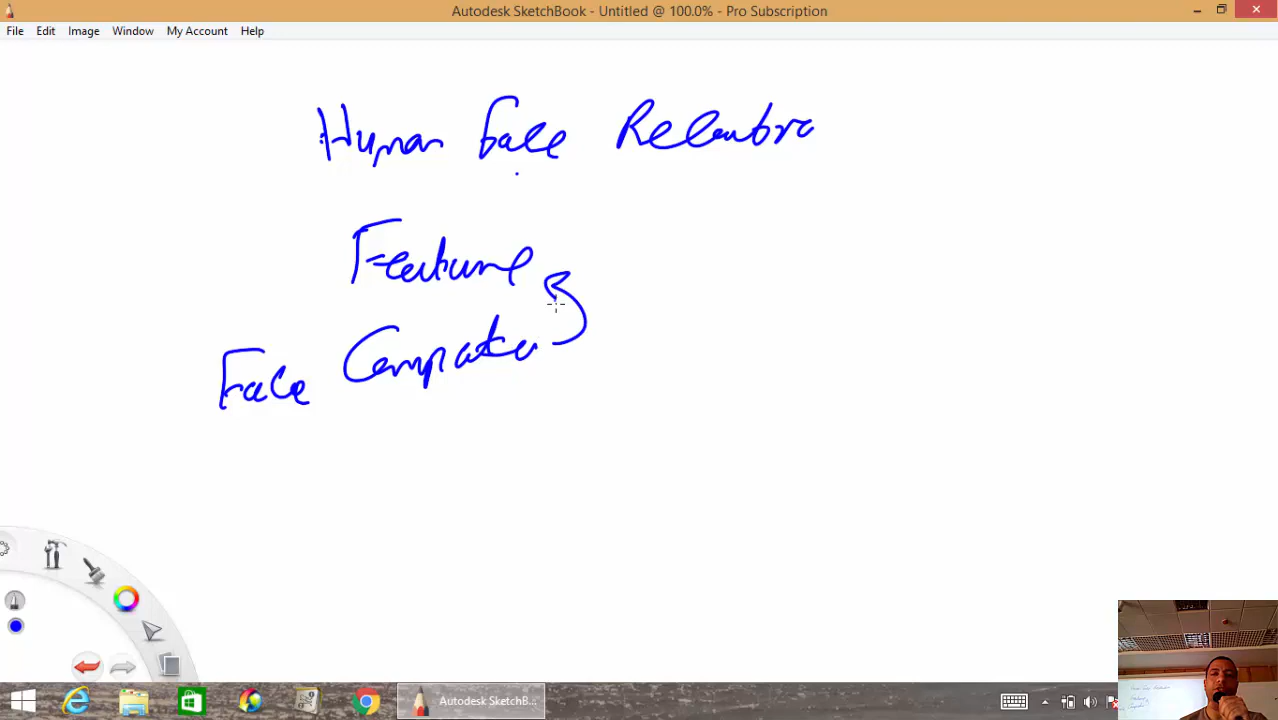 Autodesk SketchBook - Untitled @ 100.0% - Pro Subscription
File Edit Image Window My Account Help
Human face
Feature
Face
Autodesk SketchB...